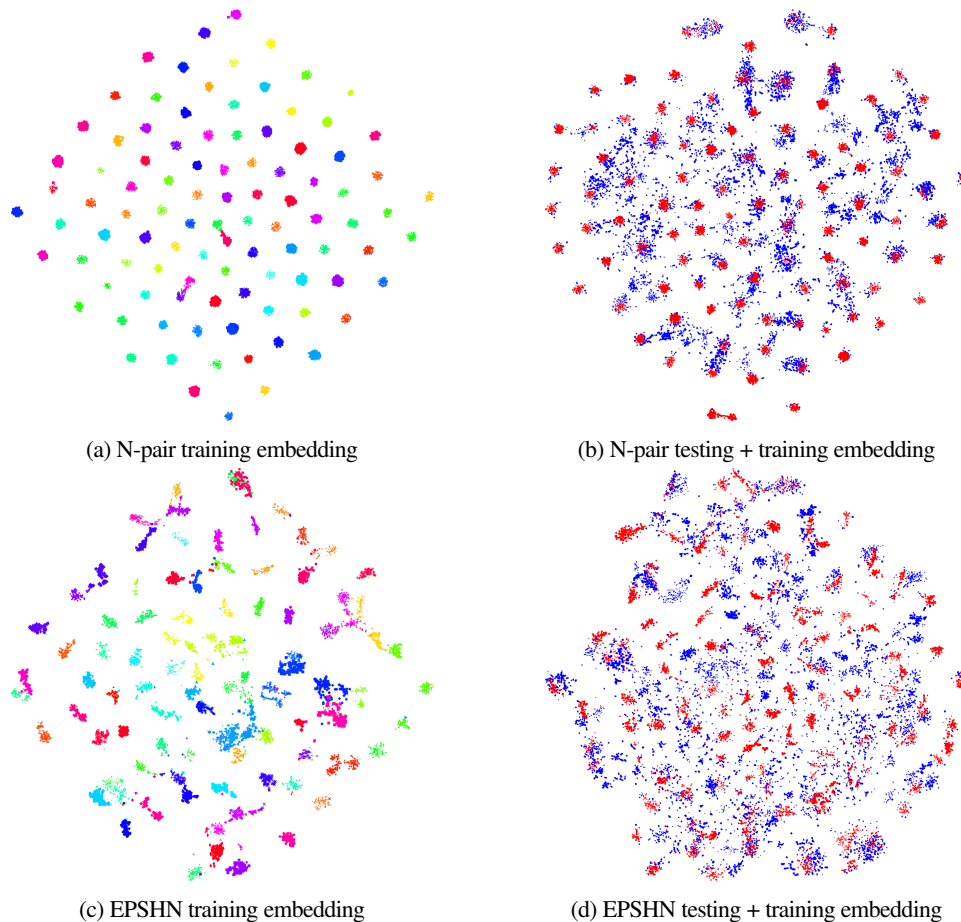 (a) N-pair training embedding
(b) N-pair testing + training embedding
(c) EPSHN training embedding
(d) EPSHN testing + training embedding